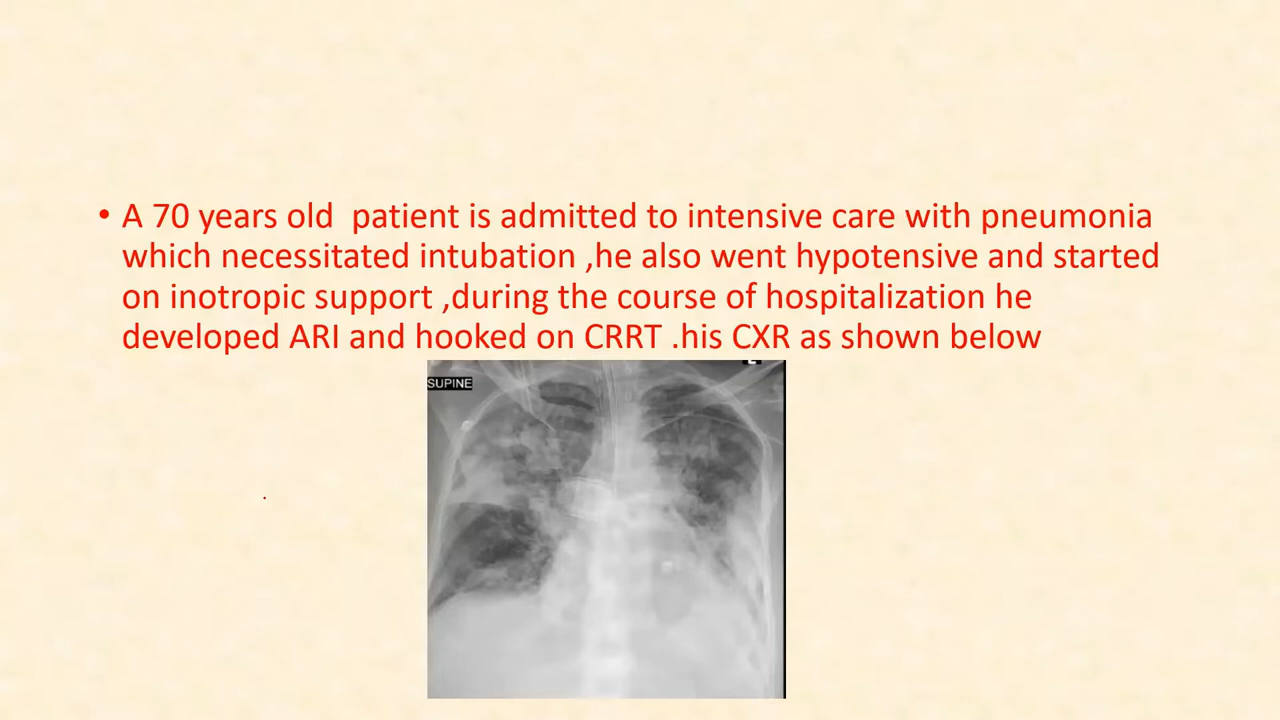 • A 70 years old  patient is admitted to intensive care with pneumonia
which necessitated intubation ,he also went hypotensive and started
on inotropic support ,during the course of hospitalization he
developed ARI and hooked on CRRT .his CXR as shown below
SUPINE